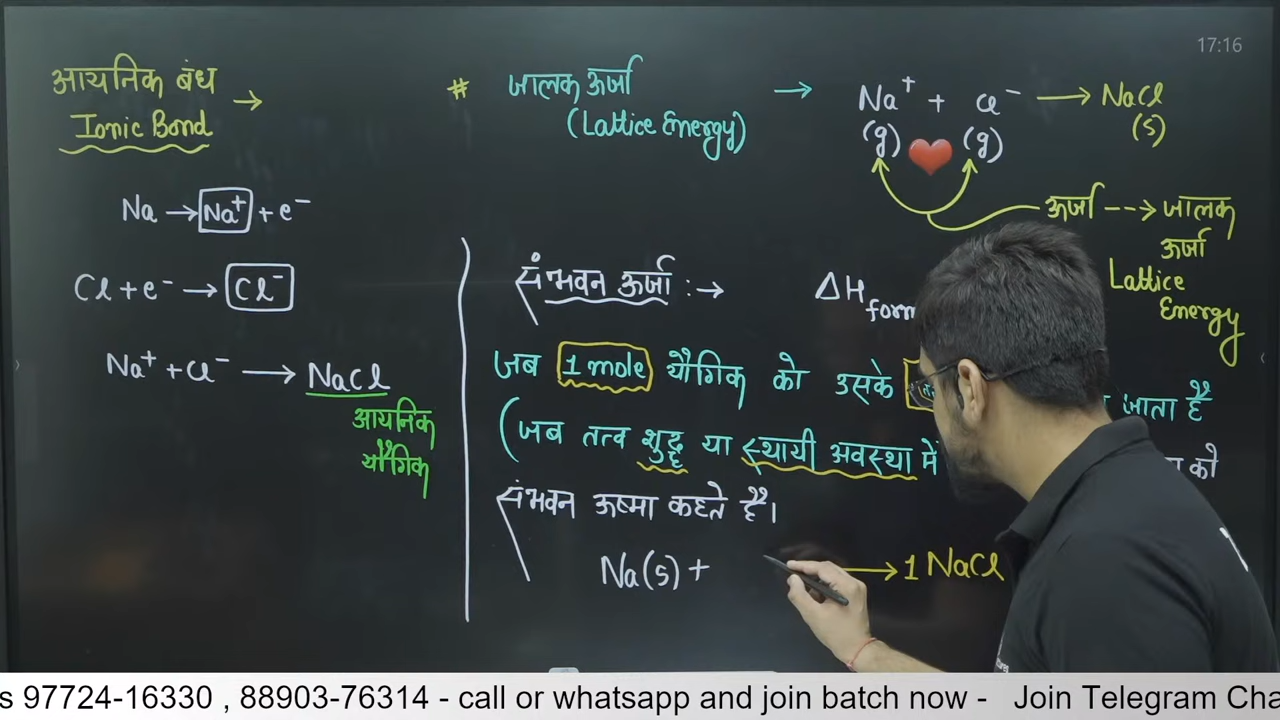 17:16
आयनिक बंध →
Ionic Bond
Na → Na⁺ + e⁻
Cl + e⁻ → Cl⁻
Na⁺ + Cl⁻ → NaCl
आयनिक
यौगिक
* जालक ऊर्जा → Na⁺ + Cl⁻ → NaCl
(Lattice Energy) (g) (g) (s)
ऊर्जा --> जालक
ऊर्जा
Lattice
Energy
संभवन ऊर्जा :→ ΔH form
जब 1 mole यौगिक को उसके जाता है
(जब तत्व शुद्ध या स्थायी अवस्था में को
संभवन ऊष्मा कहते हैं।
Na(s) + → 1 NaCl
s 97724-16330 , 88903-76314 - call or whatsapp and join batch now - Join Telegram Cha